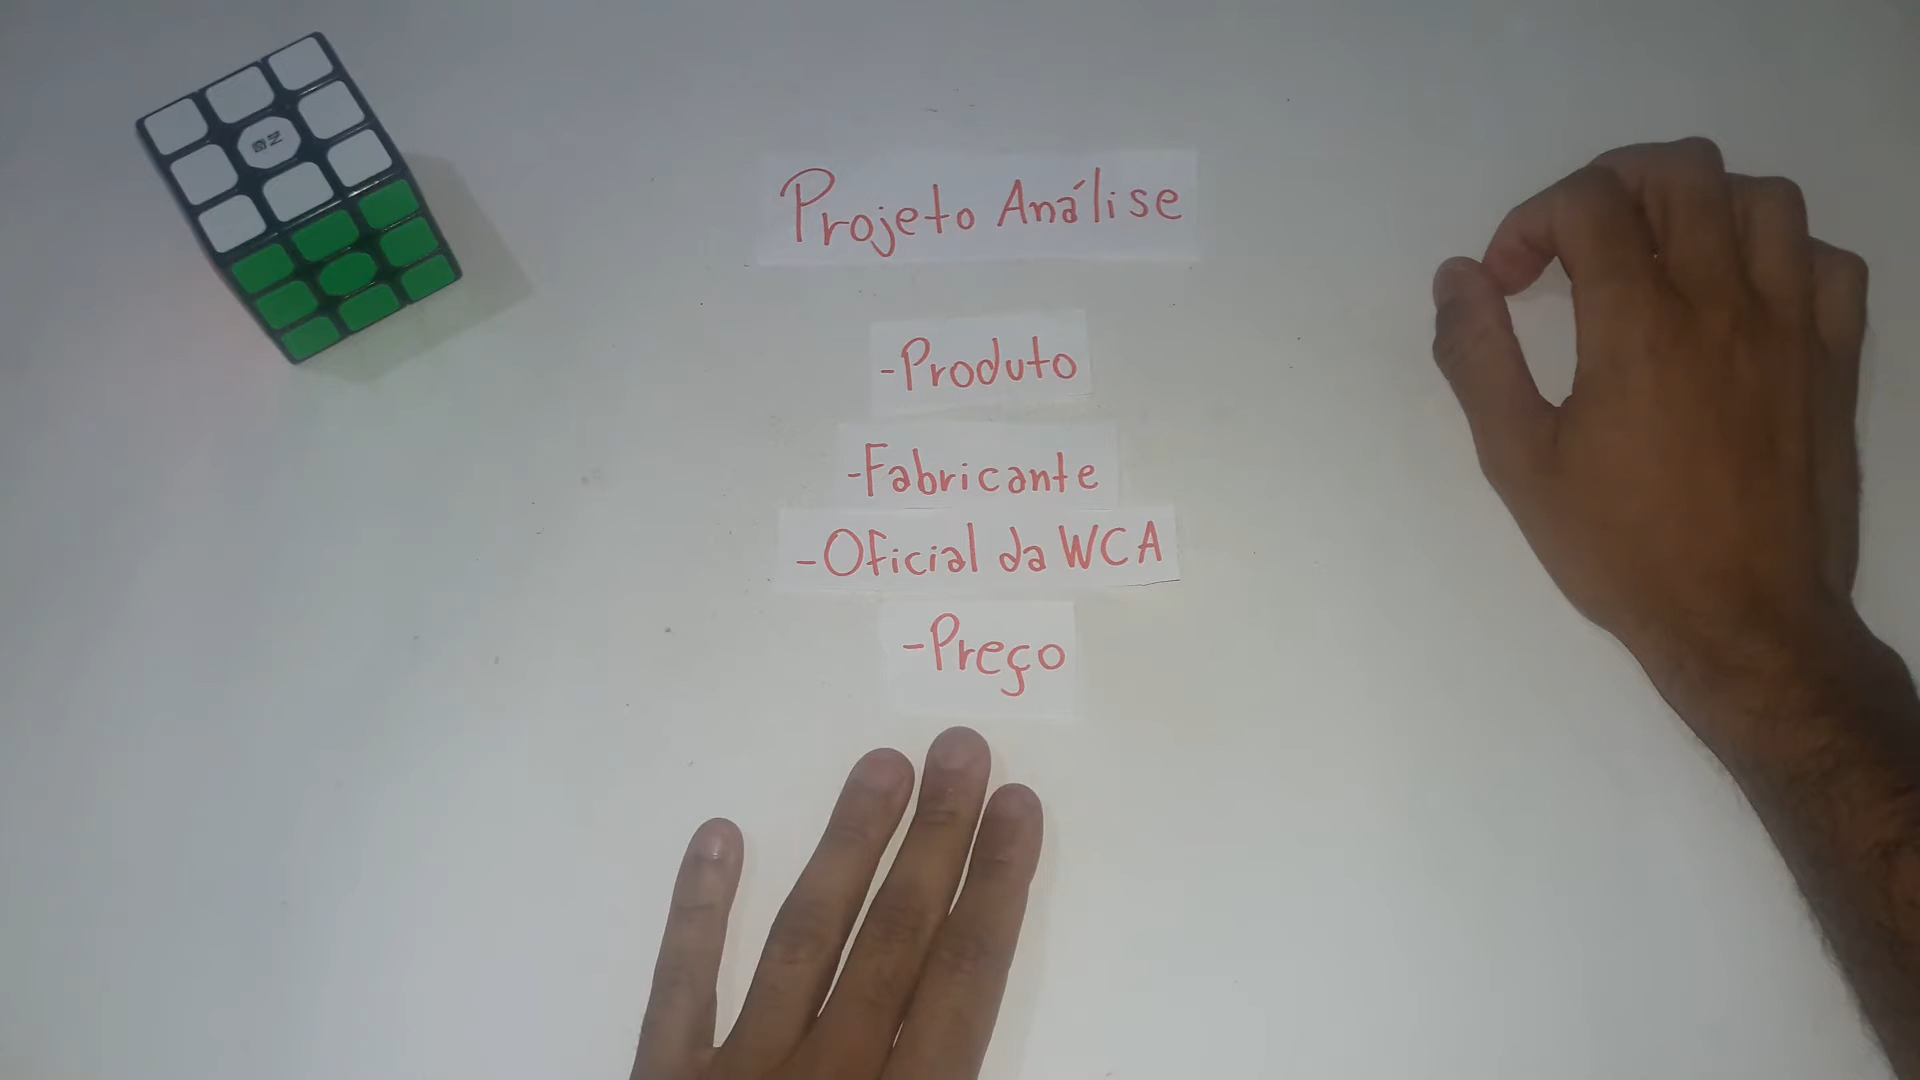 Projeto Análise
-Produto
-Fabricante
-Oficial da WCA
-Preço